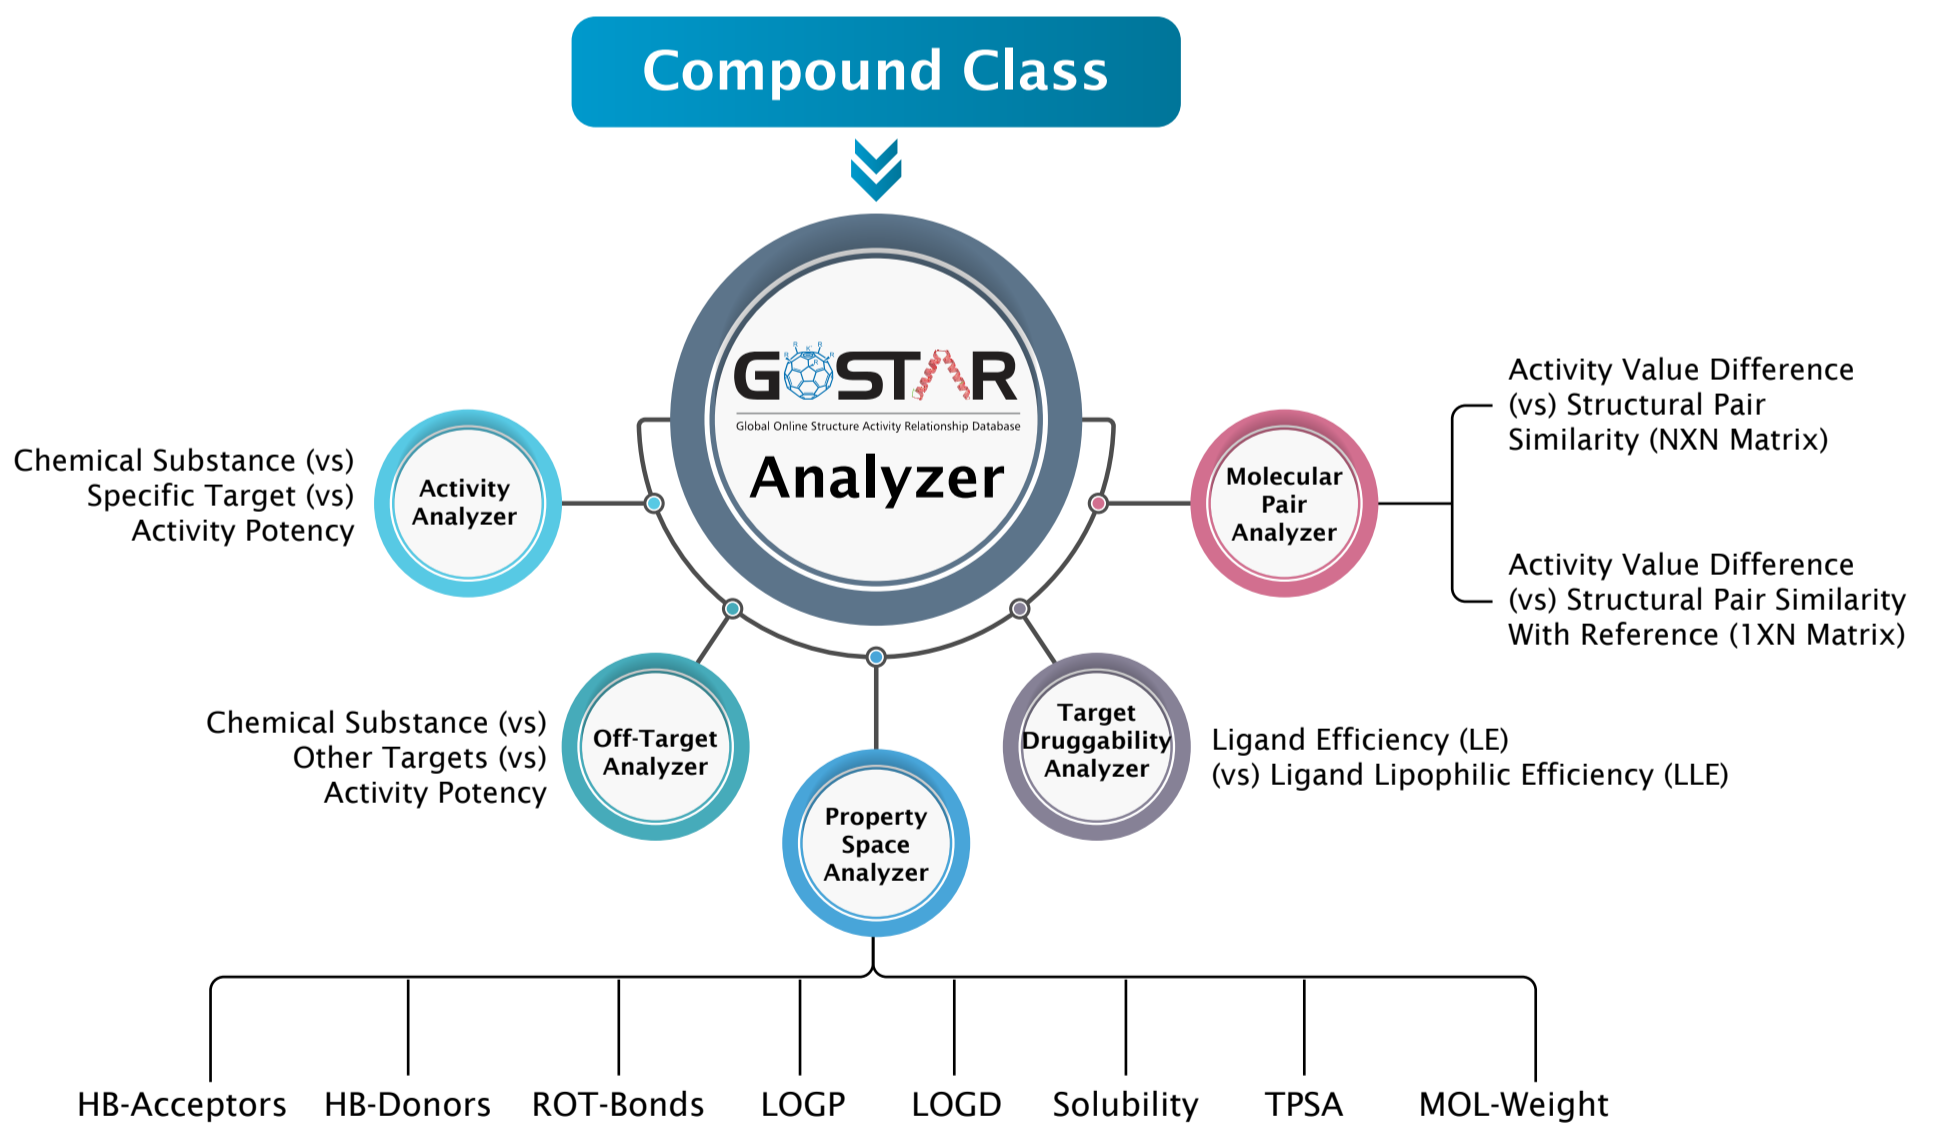 Compound Class
GOSTAR
Global Online Structure Activity Relationship Database
Analyzer
Chemical Substance (vs)
Specific Target (vs)
Activity Potency
Activity
Analyzer
Molecular
Pair
Analyzer
Activity Value Difference
(vs) Structural Pair
Similarity (NXN Matrix)
Activity Value Difference
(vs) Structural Pair Similarity
With Reference (1XN Matrix)
Chemical Substance (vs)
Other Targets (vs)
Activity Potency
Off-Target
Analyzer
Property
Space
Analyzer
Target
Druggability
Analyzer
Ligand Efficiency (LE)
(vs) Ligand Lipophilic Efficiency (LLE)
HB-Acceptors
HB-Donors
ROT-Bonds
LOGP
LOGD
Solubility
TPSA
MOL-Weight